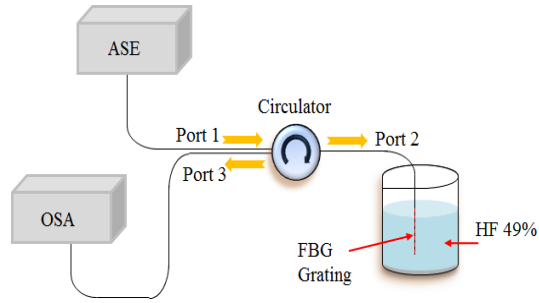 ASE
Circulator
Port 1
Port 2
Port 3
OSA
HF 49%
FBG
Grating